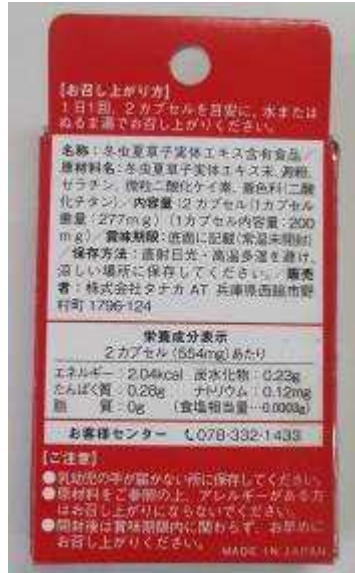 【お召し上がり方】
1日1回、2カプセルを目安に、水または
ぬるま湯でお召し上がりください。
名称：冬虫夏草子実体エキス含有食品／
原材料名：冬虫夏草子実体エキス末、澱粉、
ゼラチン、微粒二酸化ケイ素、着色料(二酸
化チタン)／内容量：2カプセル(1カプセル
重量：277mg)(1カプセル内容量：200
mg)／賞味期限：底面に記載(常温未開封)
／保存方法：直射日光・高温多湿を避け、
涼しい場所に保存してください。／販売
者：株式会社タナカAT 兵庫県西脇市野
村町1796-124
栄養成分表示
2カプセル(554mg)あたり
エネルギー：2.04kcal 炭水化物：0.23g
たんぱく質：0.28g ナトリウム：0.12mg
脂質：0g (食塩相当量…0.0003g)
お客様センター 078-332-1433
【ご注意】
●乳幼児の手が届かない所に保存してください。
●原材料をご参照の上、アレルギーがある方
はお召し上がりにならないでください。
●開封後は賞味期限内に関わらず、お早めに
お召し上がりください。
MADE IN JAPAN